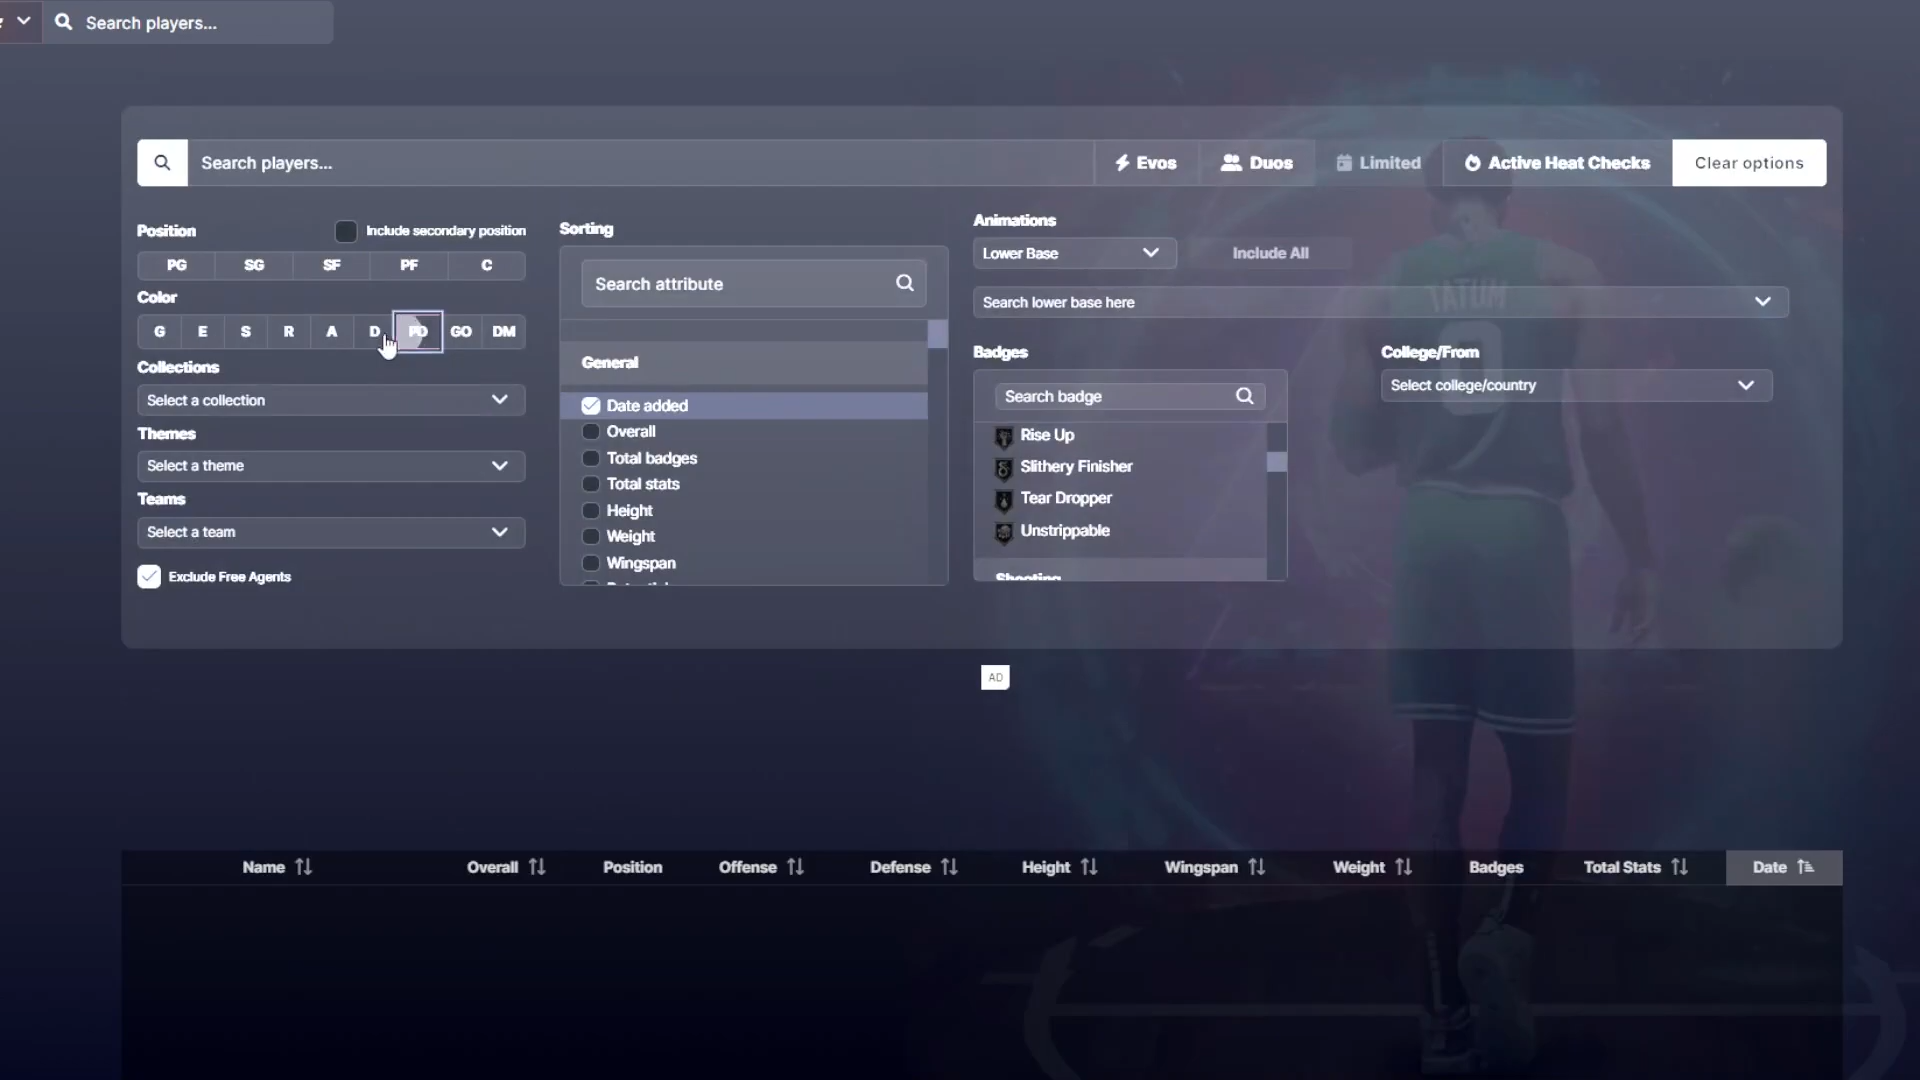 Search players...
Search players...
Evos
Duos
Limited
Active Heat Checks
Clear options
Position
Include secondary position
PG SG SF PF C
Color
G E S R A D PD GO DM
Collections
Select a collection
Themes
Select a theme
Teams
Select a team
Exclude Free Agents
Sorting
Search attribute
General
Date added
Overall
Total badges
Total stats
Height
Weight
Wingspan
Animations
Lower Base
Include All
Search lower base here
Badges
Search badge
Rise Up
Slithery Finisher
Tear Dropper
Unstrippable
Shooting
College/From
Select college/country
TATUM
0
AD
Name Overall Position Offense Defense Height Wingspan Weight Badges Total Stats Date